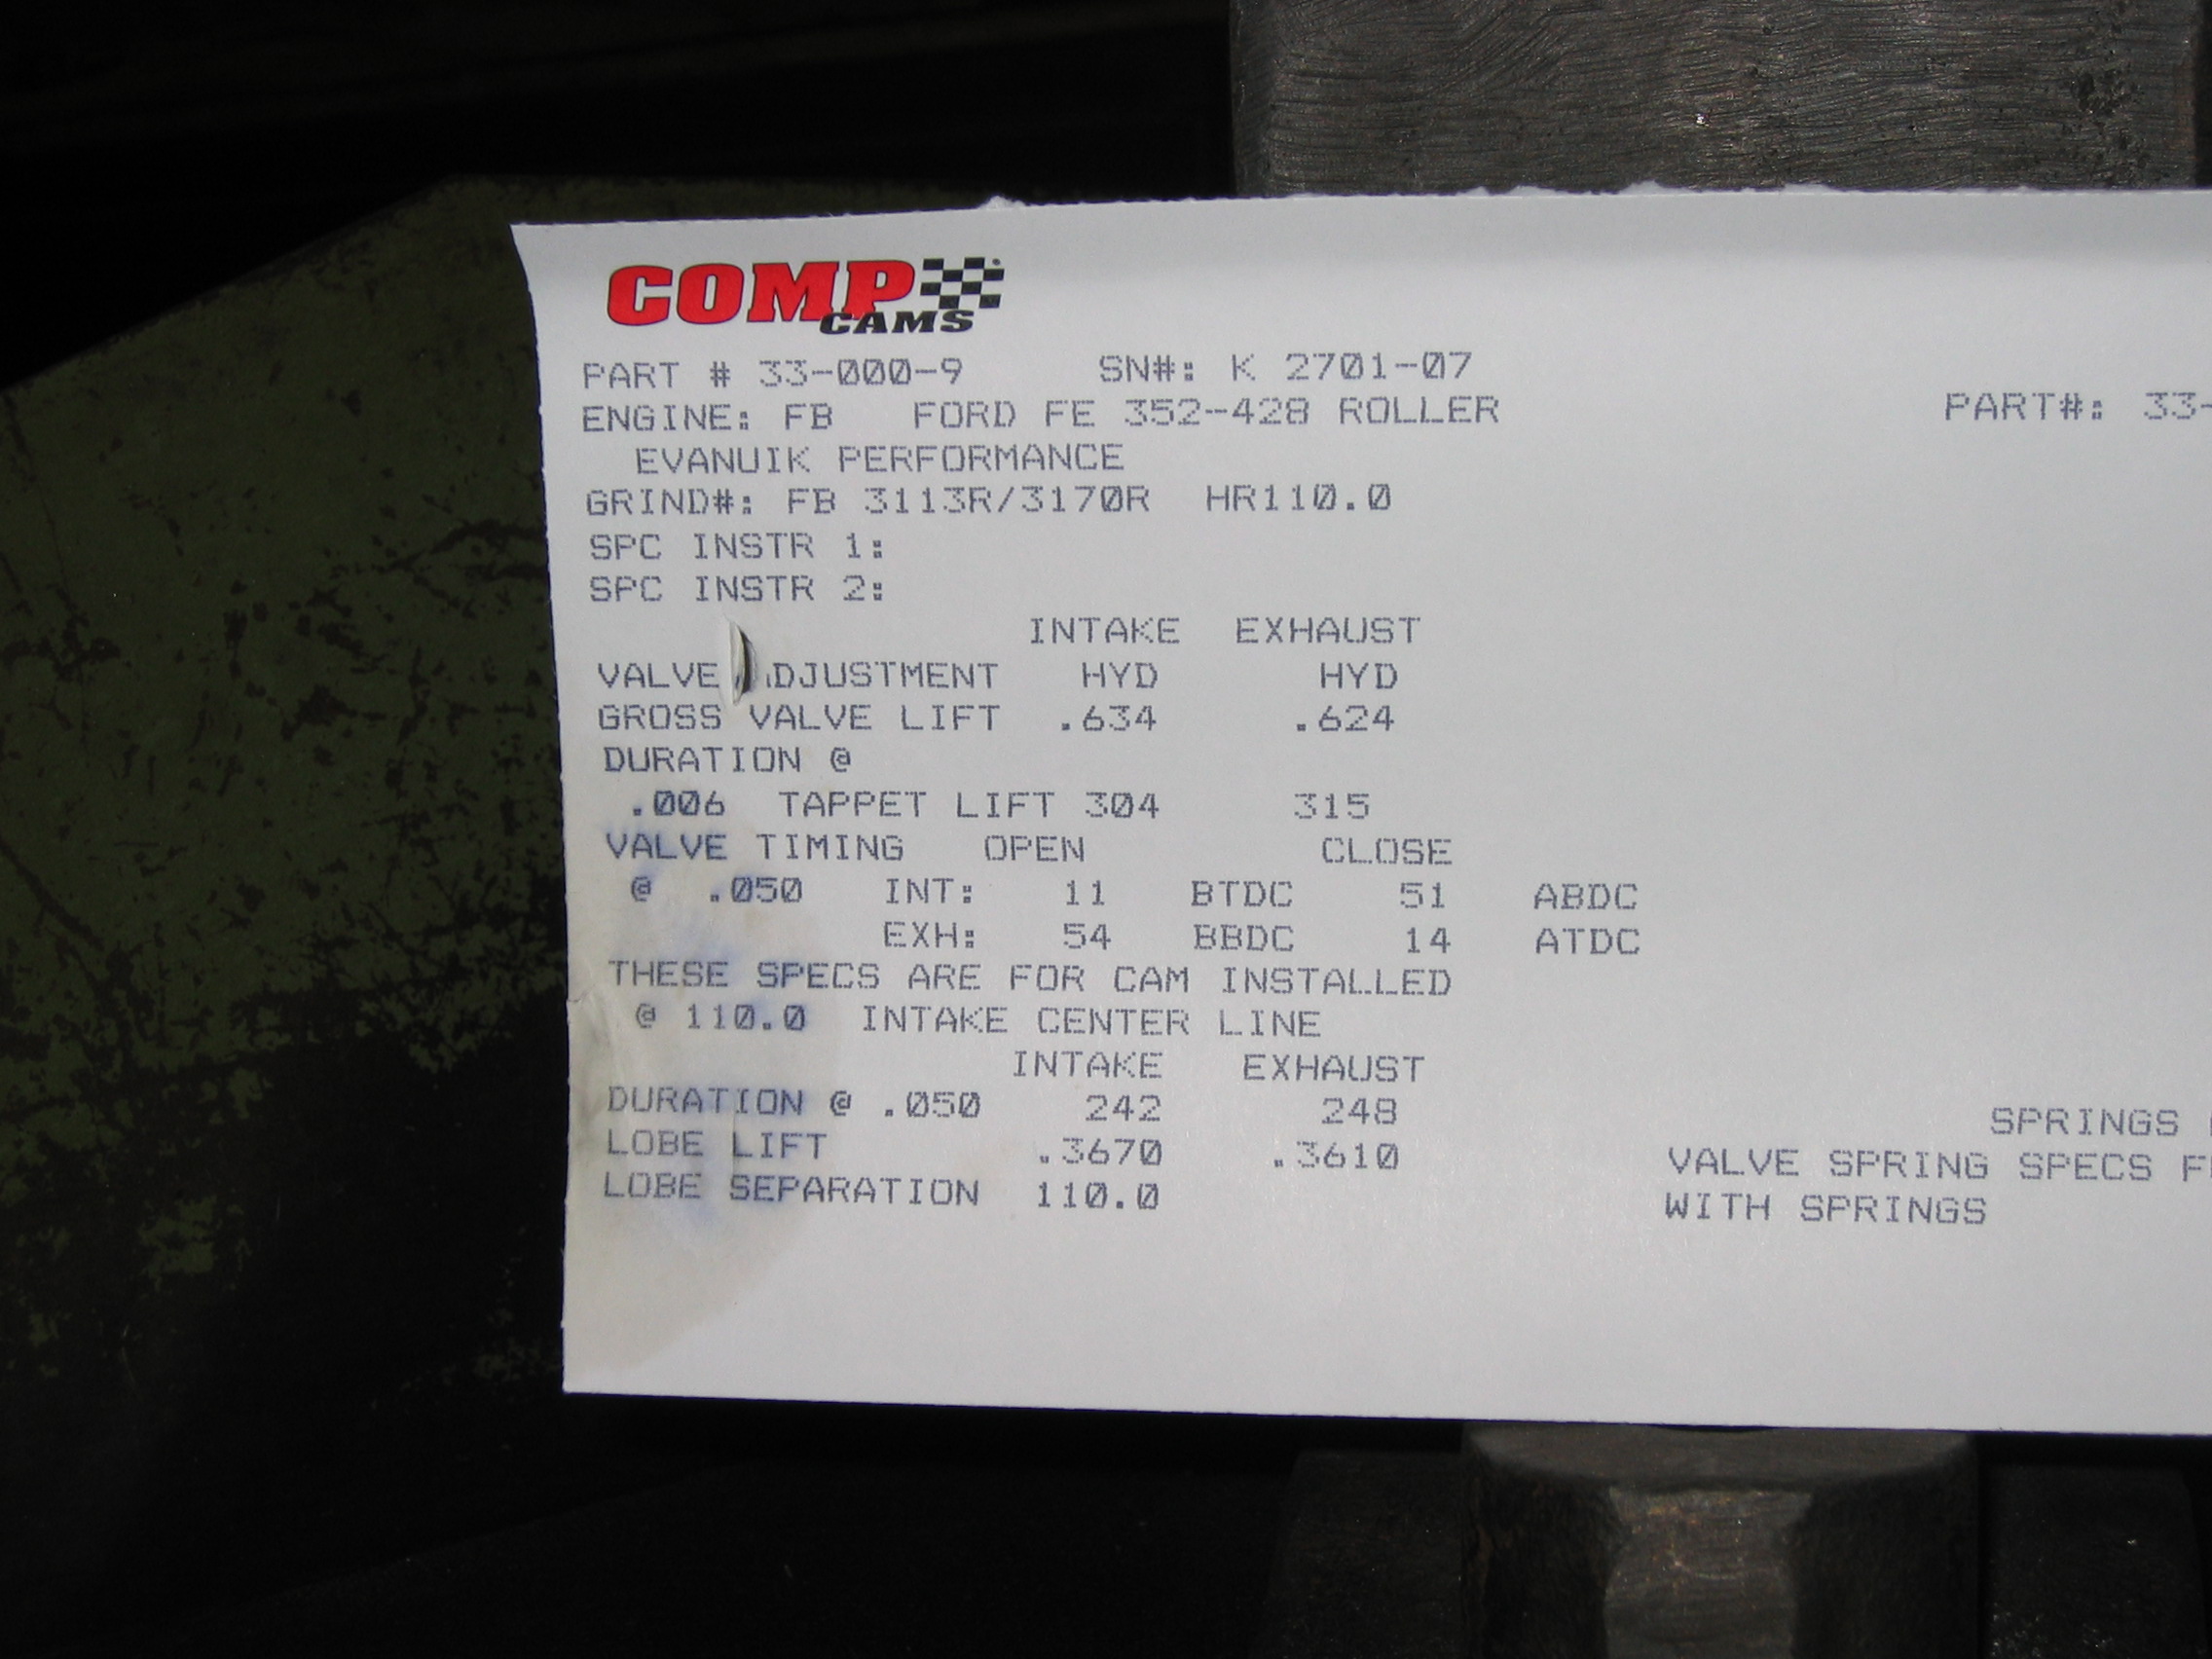 COMP
CAMS
PART # 33-000-9 SN#: K 2701-07
ENGINE: FB FORD FE 352-428 ROLLER
PART#: 33-
EVANUIK PERFORMANCE
GRIND#: FB 3113R/3170R HR110.0
SPC INSTR 1:
SPC INSTR 2:
INTAKE EXHAUST
VALVE ADJUSTMENT HYD HYD
GROSS VALVE LIFT .634 .624
DURATION @
.006 TAPPET LIFT 304 315
VALVE TIMING OPEN CLOSE
@ .050 INT: 11 BTDC 51 ABDC
EXH: 54 BBDC 14 ATDC
THESE SPECS ARE FOR CAM INSTALLED
@ 110.0 INTAKE CENTER LINE
INTAKE EXHAUST
DURATION @ .050 242 248
LOBE LIFT .3670 .3610
LOBE SEPARATION 110.0
SPRINGS
VALVE SPRING SPECS
WITH SPRINGS